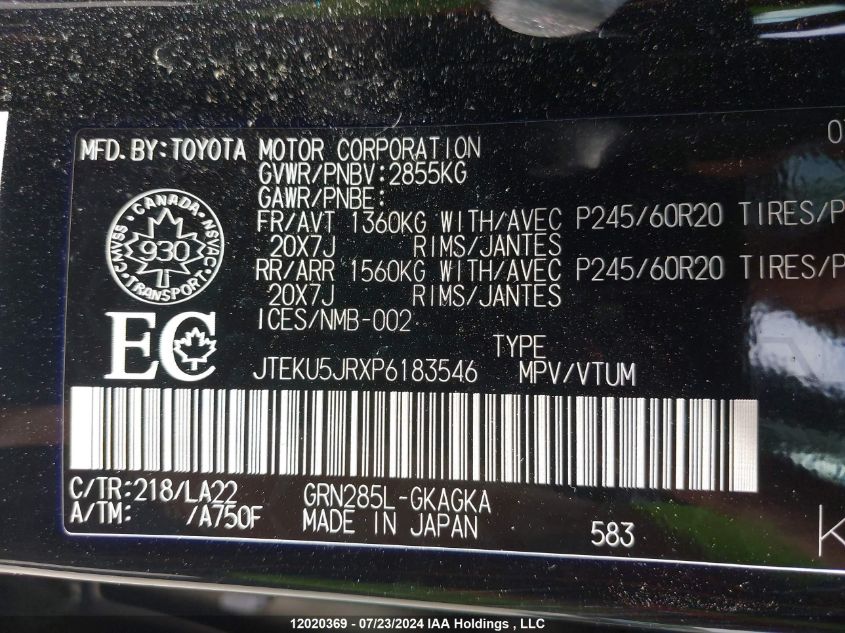 MFD. BY: TOYOTA MOTOR CORPORATION
GVWR/PNBV: 2855KG
GAWR/PNBE:
FR/AVT 1360KG WITH/AVEC P245/60R20 TIRES/P
20X7J RIMS/JANTES
RR/ARR 1560KG WITH/AVEC P245/60R20 TIRES/P
20X7J RIMS/JANTES
ICES/NMB-002
CANADA
CMVSS 930 NSVAC
TRANSPORT
EC
TYPE
JTEKU5JRXP6183546 MPV/VTUM
C/TR: 218/LA22 GRN285L-GKAGKA
A/TM: /A750F MADE IN JAPAN
583
12020369 - 07/23/2024 IAA Holdings , LLC